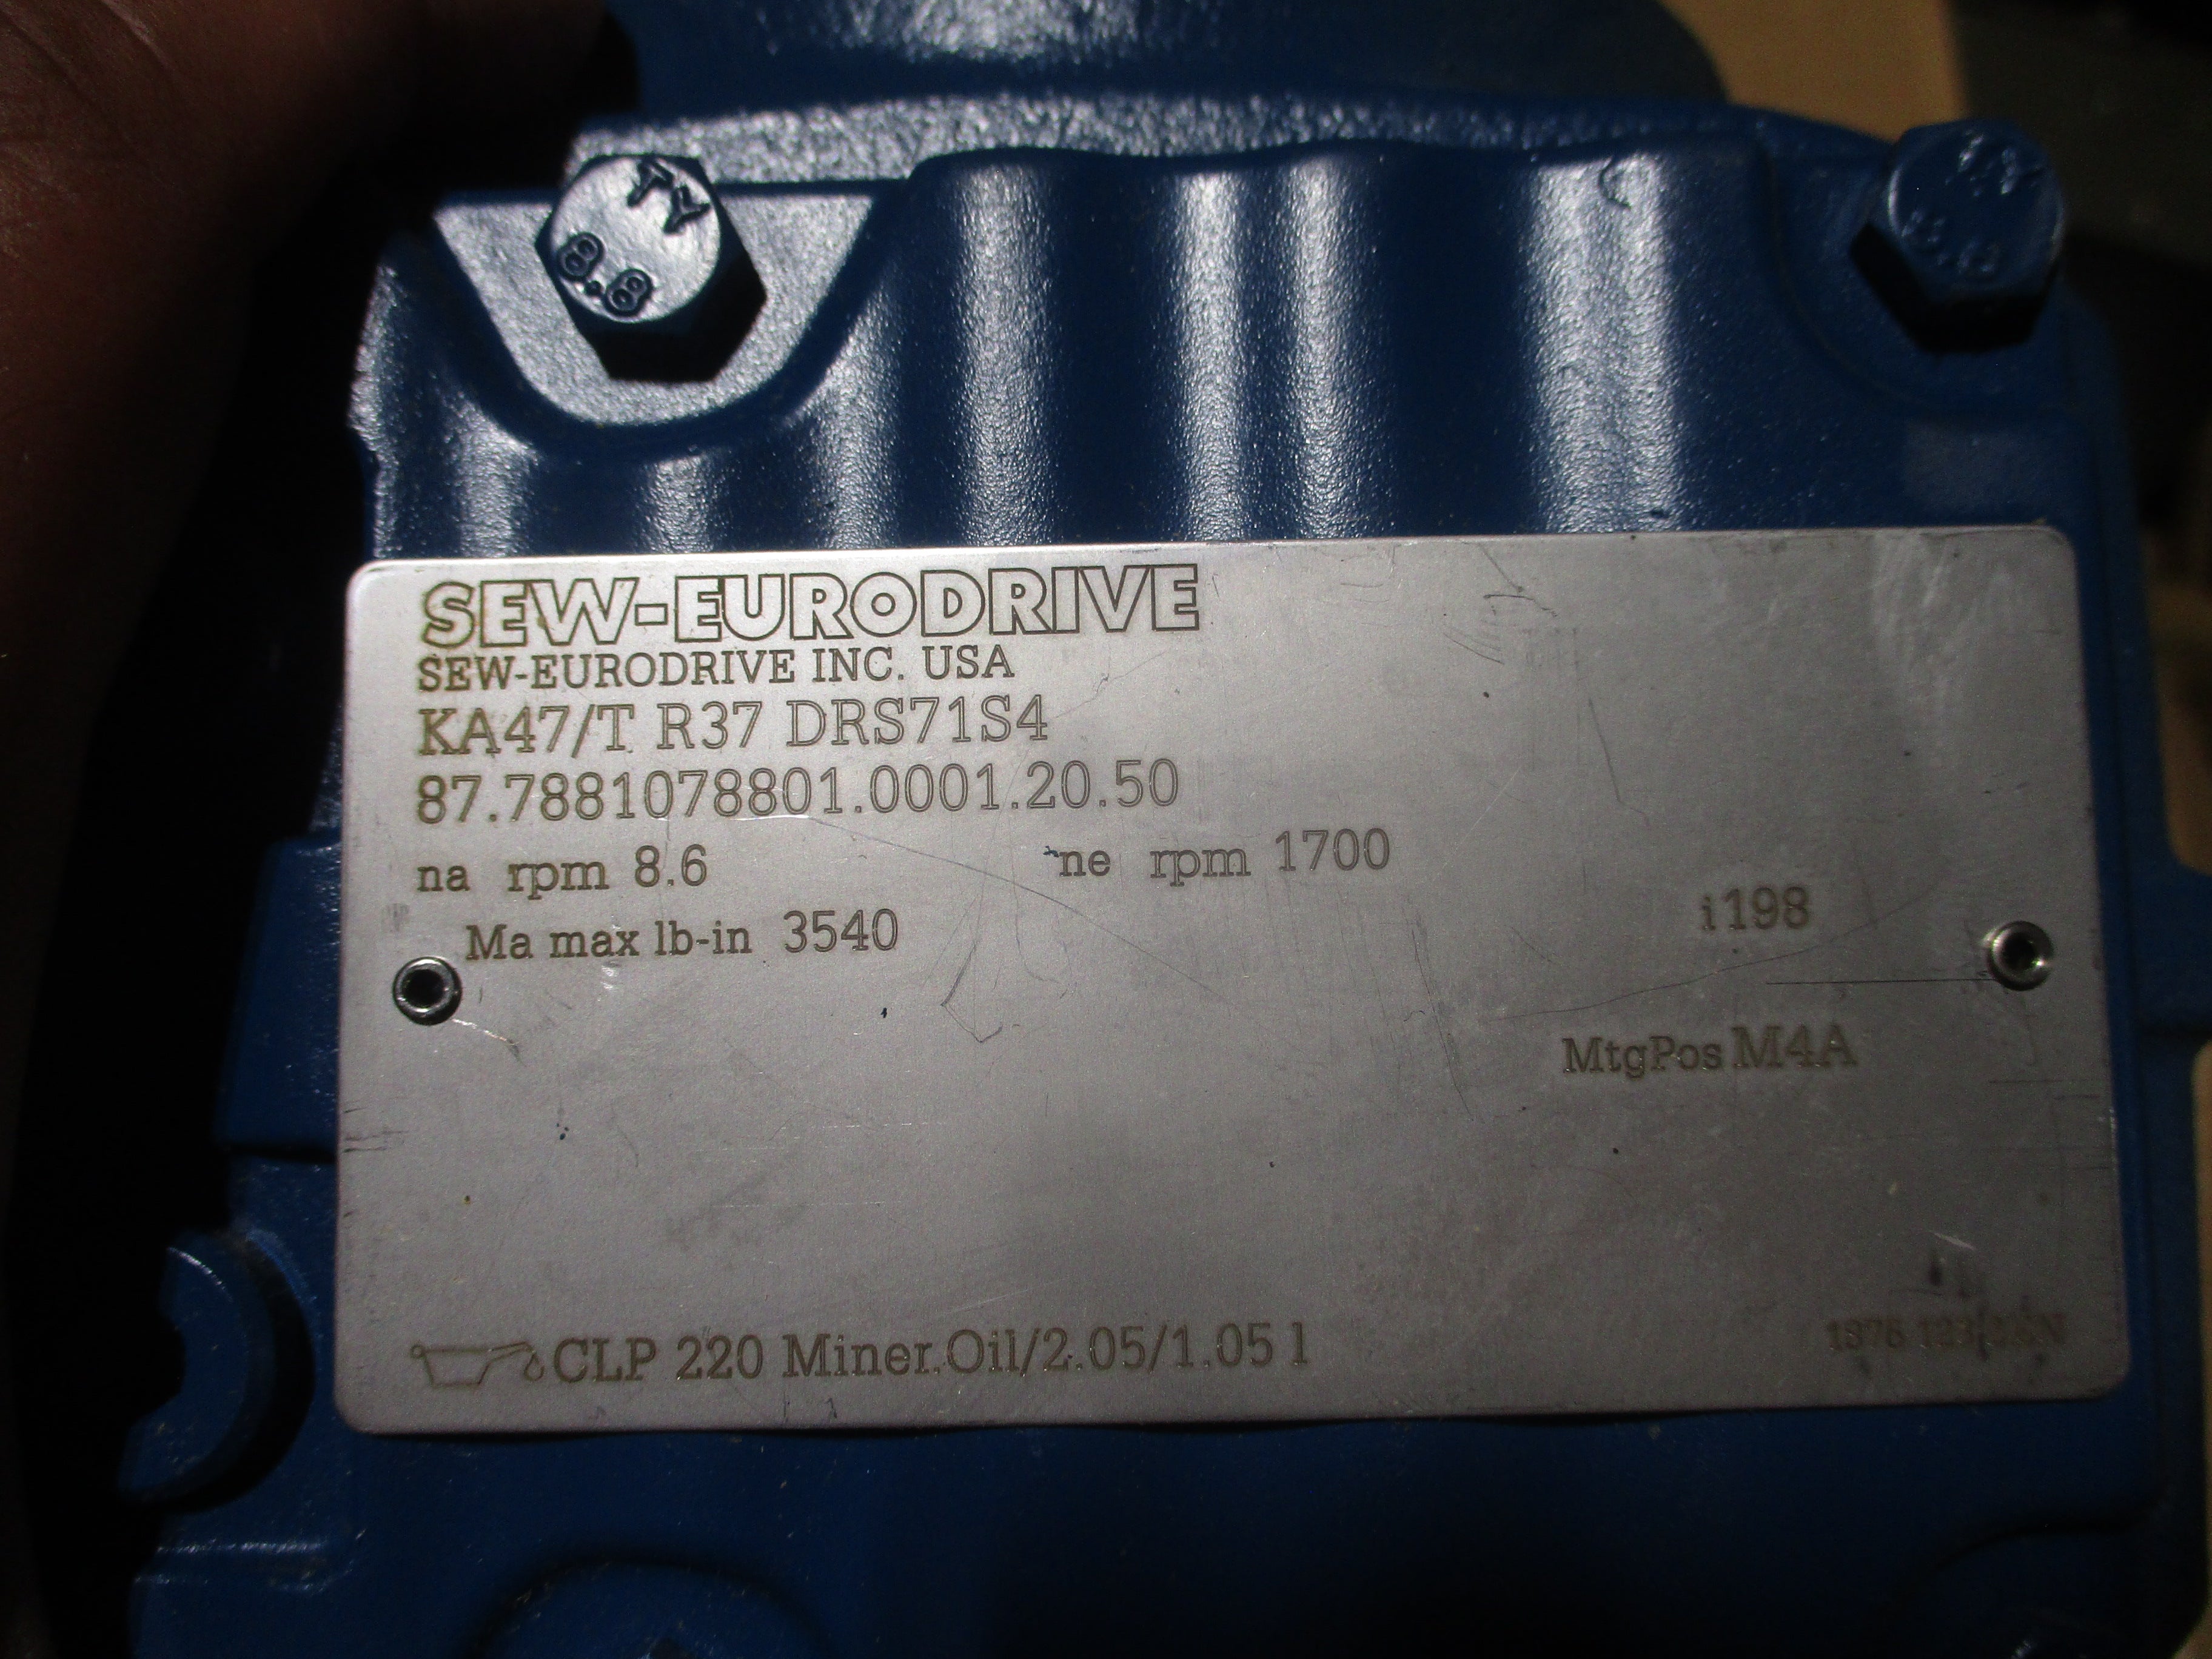 TY
8.8
SEW-EURODRIVE
SEW-EURODRIVE INC. USA
KA47/T R37 DRS71S4
87.7881078801.0001.20.50
na rpm 8.6 ne rpm 1700
i 198
Ma max lb-in 3540
MtgPos M4A
CLP 220 Miner.Oil/2.05/1.05 l